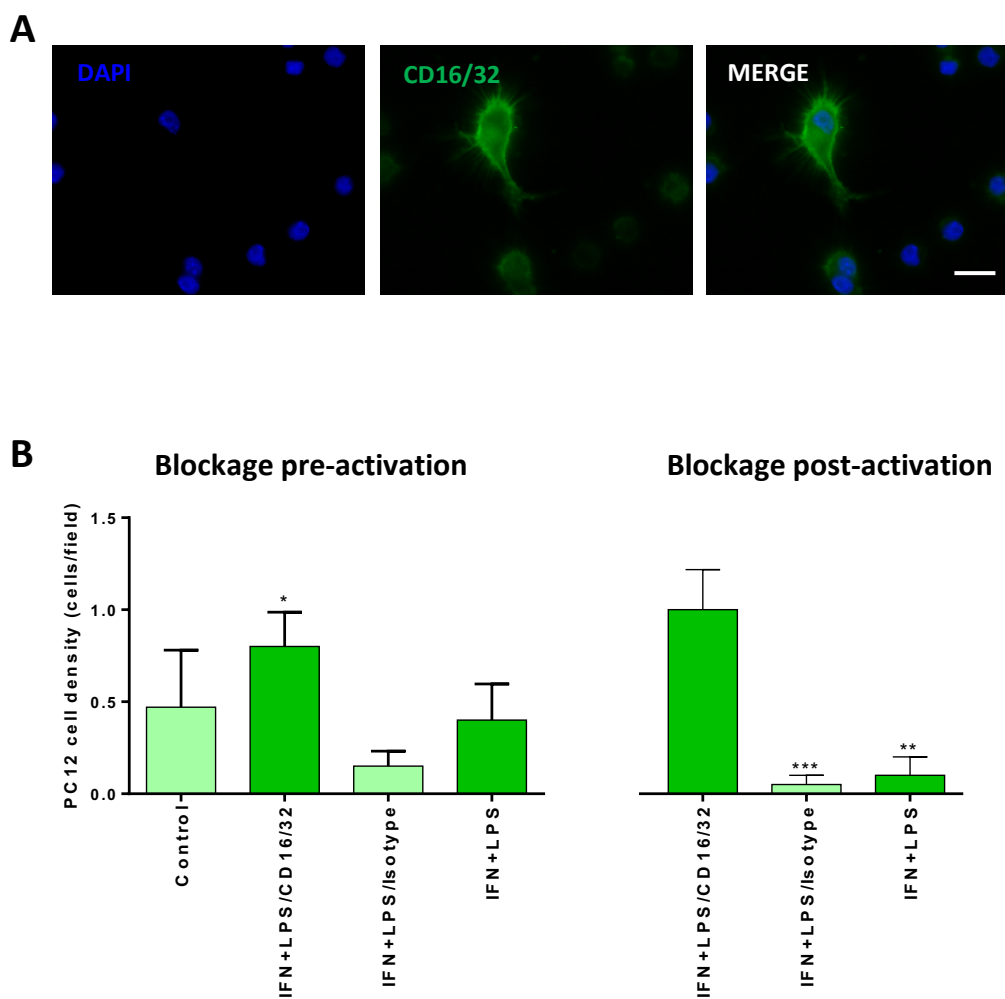 A
DAPI
CD16/32
MERGE
B
Blockage pre-activation
Blockage post-activation
PC12 cell density (cells/field)
1.5
1.0
0.5
0.0
*
***
**
Control
IFN+LPS/CD16/32
IFN+LPS/Isotype
IFN+LPS
IFN+LPS/CD16/32
IFN+LPS/Isotype
IFN+LPS